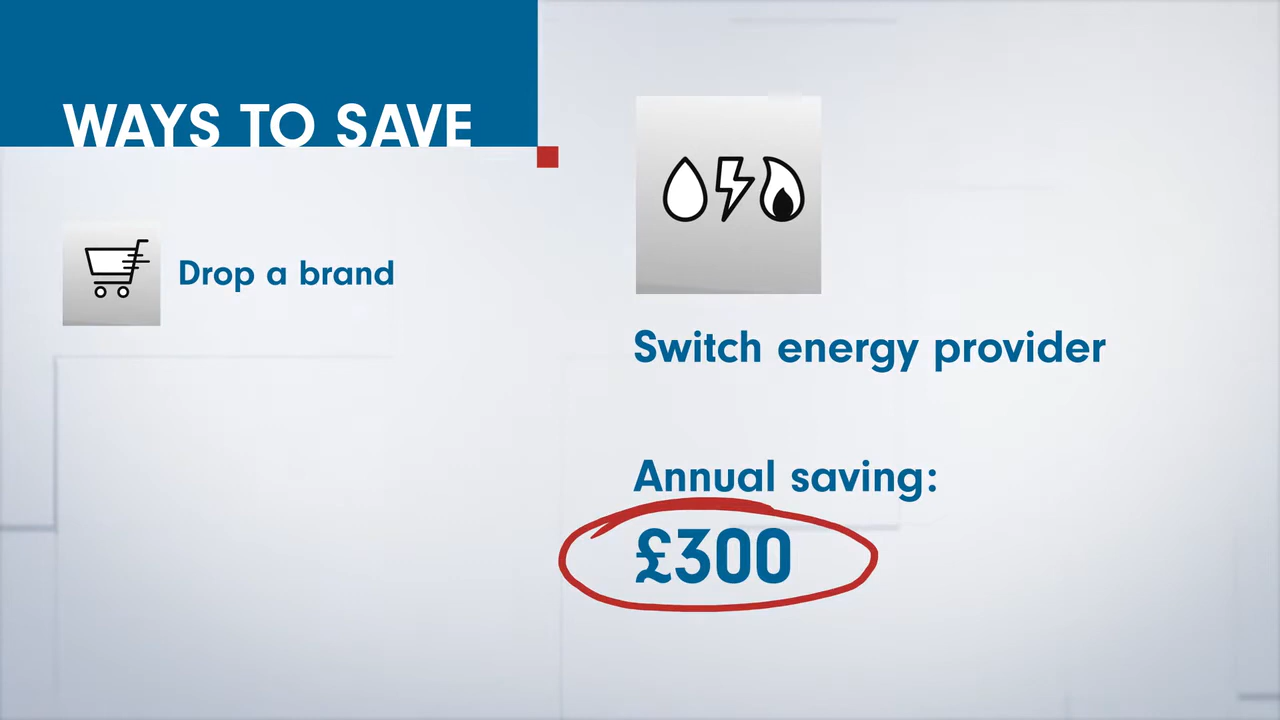 WAYS TO SAVE
Drop a brand
Switch energy provider
Annual saving:
£300